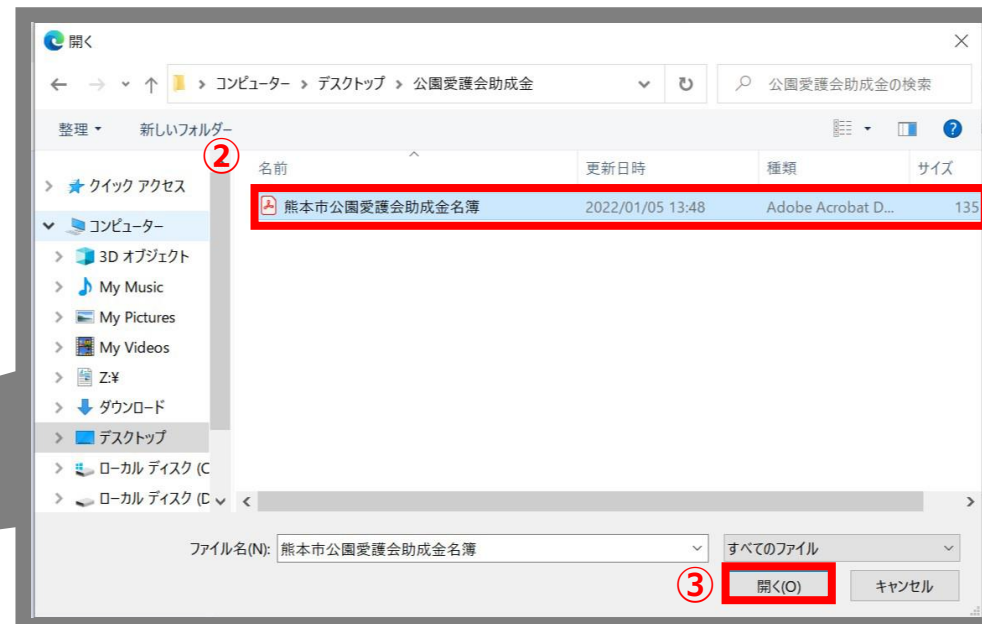 開く
コンピューター > デスクトップ > 公園愛護会助成金
公園愛護会助成金の検索
整理
新しいフォルダー
②
名前
更新日時
種類
サイズ
熊本市公園愛護会助成金名簿
2022/01/05 13:48
Adobe Acrobat D...
135
クイック アクセス
コンピューター
3D オブジェクト
My Music
My Pictures
My Videos
Z:¥
ダウンロード
デスクトップ
ローカル ディスク (C
ローカル ディスク (D
ファイル名(N):
熊本市公園愛護会助成金名簿
すべてのファイル
③
開く(O)
キャンセル